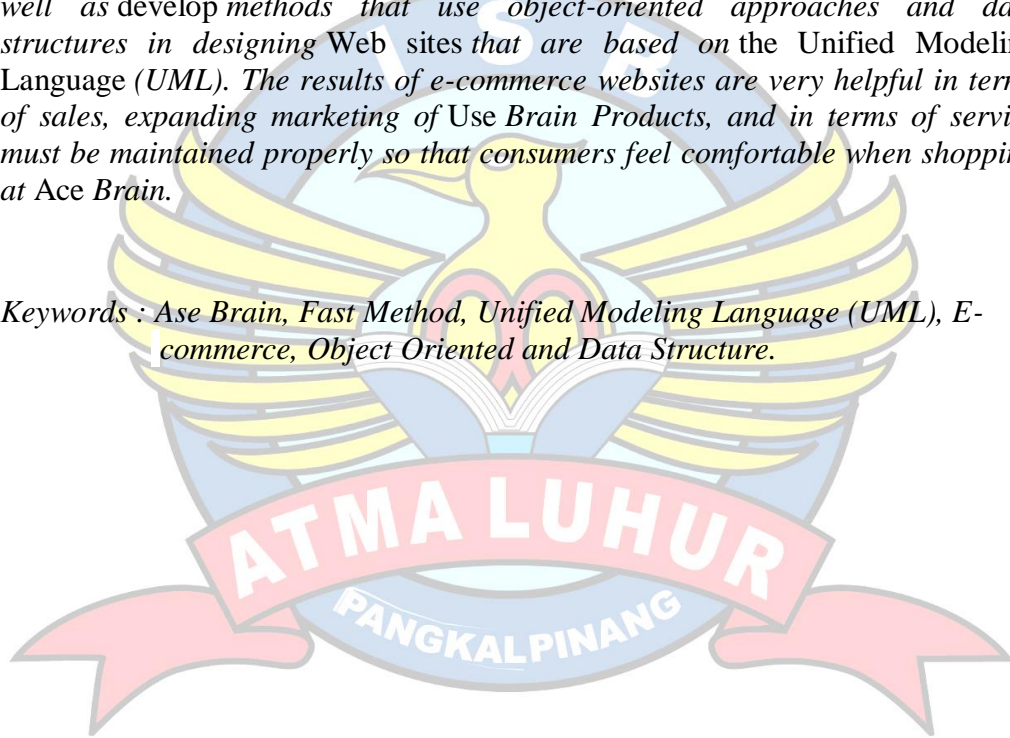 well as develop methods that use object-oriented approaches and da
structures in designing Web sites that are based on the Unified Modelin
Language (UML). The results of e-commerce websites are very helpful in term
of sales, expanding marketing of Use Brain Products, and in terms of servi
must be maintained properly so that consumers feel comfortable when shoppin
at Ace Brain.
Keywords : Ase Brain, Fast Method, Unified Modeling Language (UML), E-
commerce, Object Oriented and Data Structure.
I S B
ATMA LUHUR
PANGKALPINANG